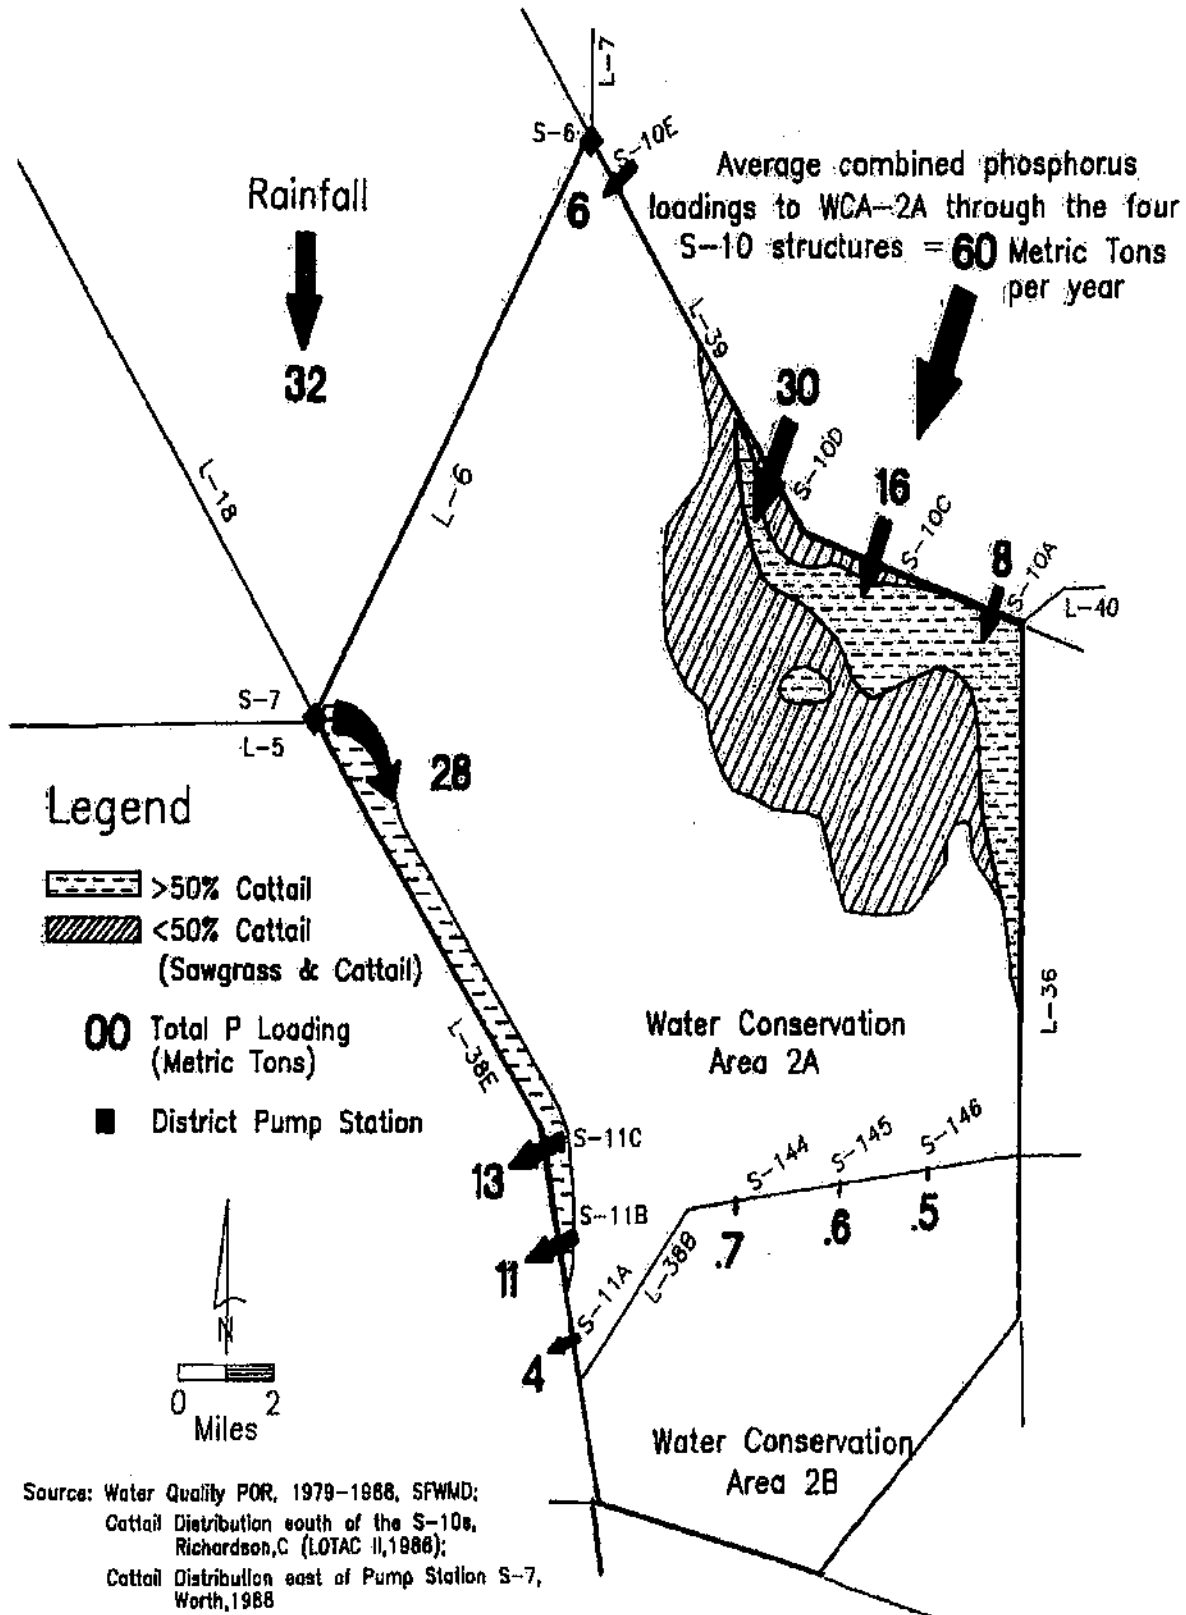 L-7
S-6
S-10E
Rainfall
32
6
Average combined phosphorus
loadings to WCA-2A through the four
S-10 structures = 60 Metric Tons
per year
L-39
30
S-10D
16
S-10C
8
S-10A
L-40
L-18
L-6
S-7
L-5
28
Legend
>50% Cattail
<50% Cattail
(Sawgrass & Cattail)
00 Total P Loading
(Metric Tons)
District Pump Station
L-38E
Water Conservation
Area 2A
L-36
S-11C
13
S-11B
11
S-11A
4
L-38B
S-144
S-145
S-146
.7
.6
.5
N
0 2
Miles
Water Conservation
Area 2B
Source: Water Quality POR, 1979-1988, SFWMD;
Cattail Distribution south of the S-10s,
Richardson,C (LOTAC II,1988);
Cattail Distribution east of Pump Station S-7,
Worth,1988